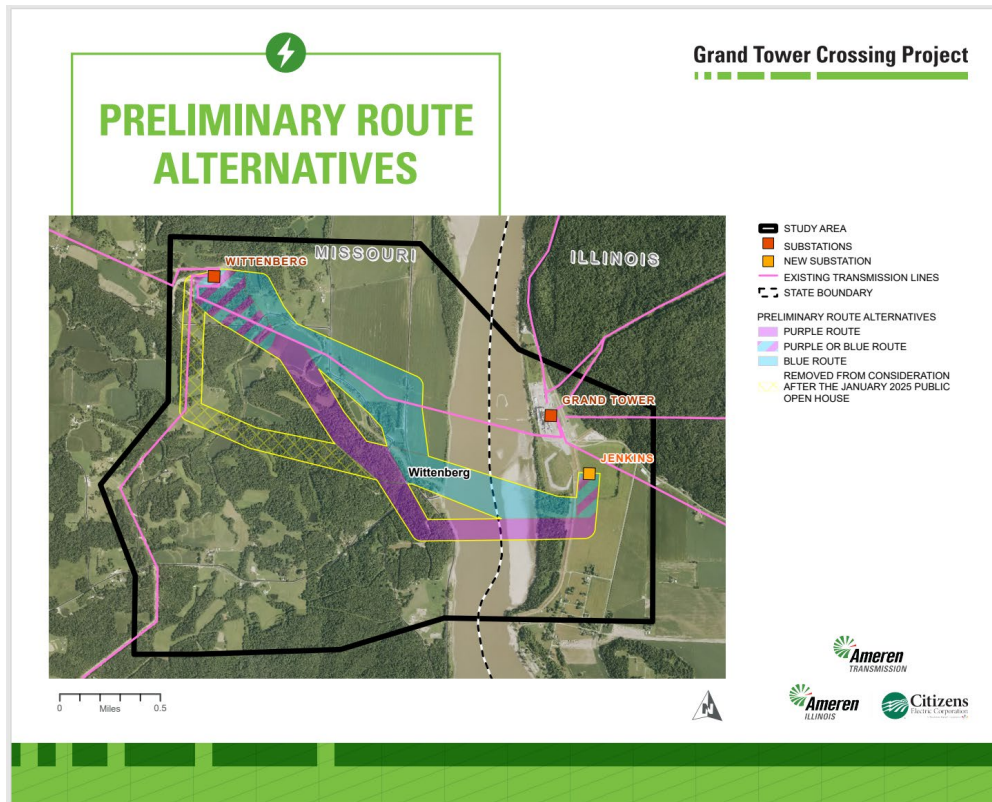 Grand Tower Crossing Project
PRELIMINARY ROUTE
ALTERNATIVES
MISSOURI
ILLINOIS
WITTENBERG
GRAND TOWER
JENKINS
Wittenberg
STUDY AREA
SUBSTATIONS
NEW SUBSTATION
EXISTING TRANSMISSION LINES
STATE BOUNDARY
PRELIMINARY ROUTE ALTERNATIVES
PURPLE ROUTE
PURPLE OR BLUE ROUTE
BLUE ROUTE
REMOVED FROM CONSIDERATION
AFTER THE JANUARY 2025 PUBLIC
OPEN HOUSE
0 Miles 0.5
N
Ameren
TRANSMISSION
Ameren
ILLINOIS
Citizens
Electric Corporation